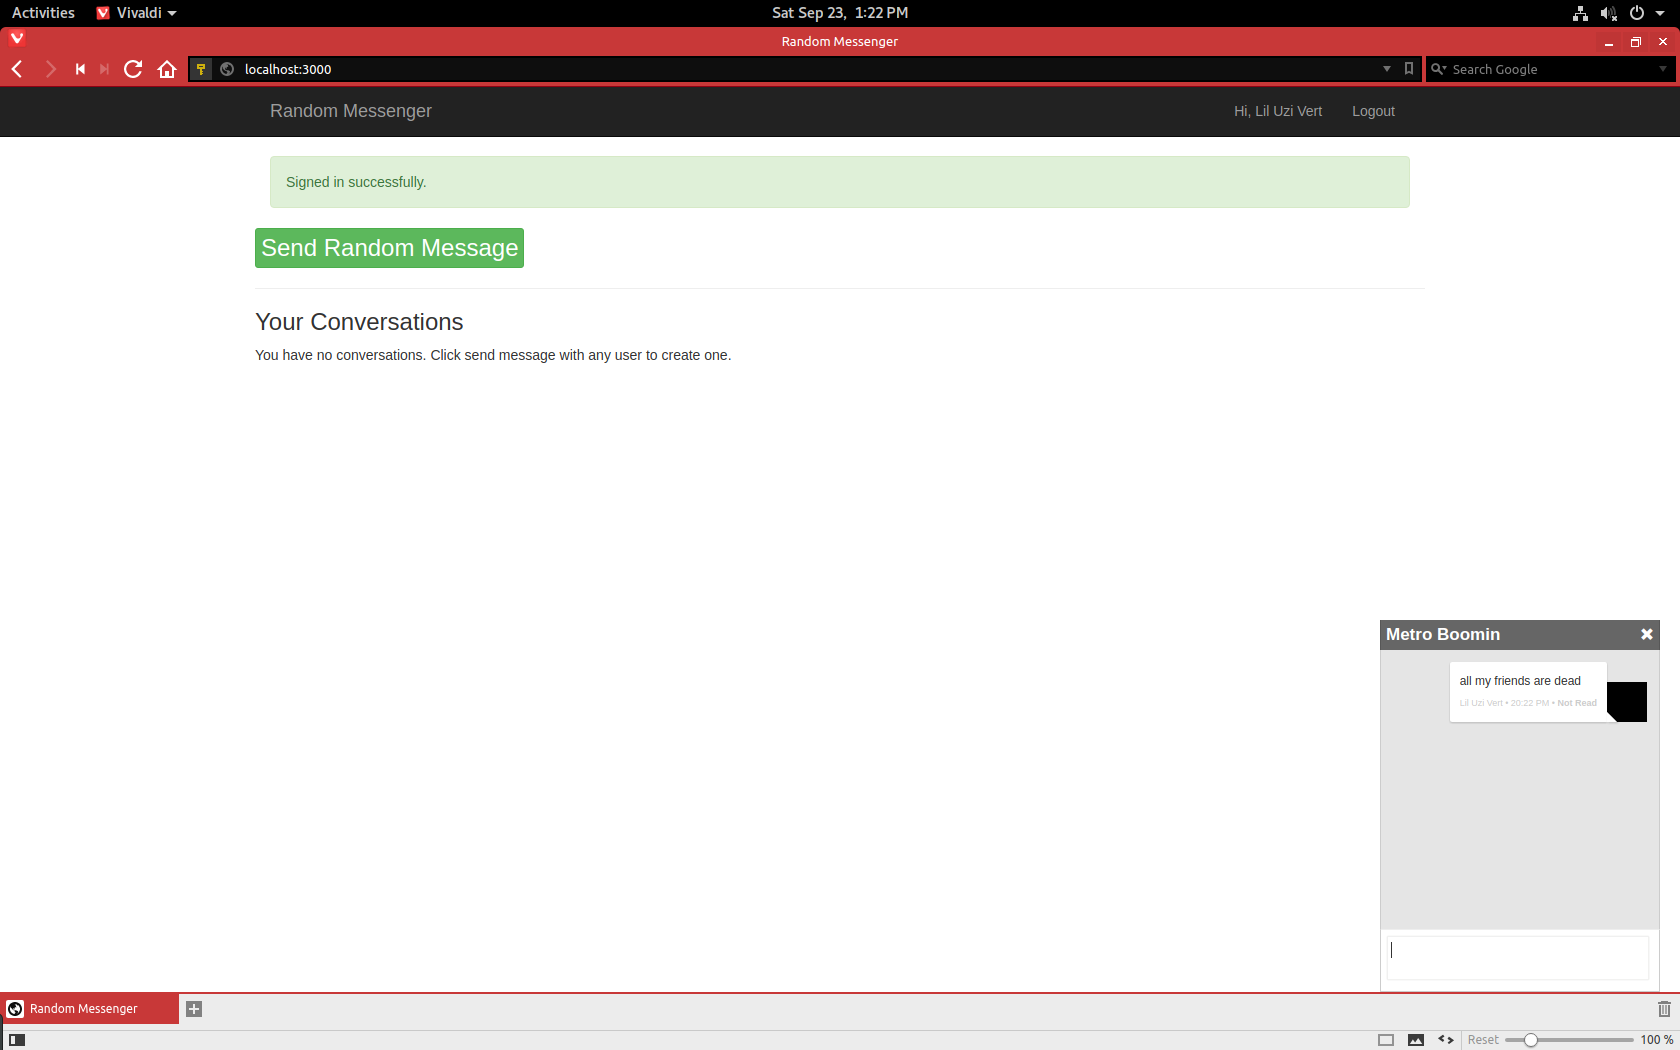 Activities Vivaldi Sat Sep 23, 1:22 PM
Random Messenger
localhost:3000 Search Google
Random Messenger Hi, Lil Uzi Vert Logout
Signed in successfully.
Send Random Message
Your Conversations
You have no conversations. Click send message with any user to create one.
Metro Boomin
all my friends are dead
Lil Uzi Vert • 20:22 PM • Not Read
Random Messenger
Reset 100 %